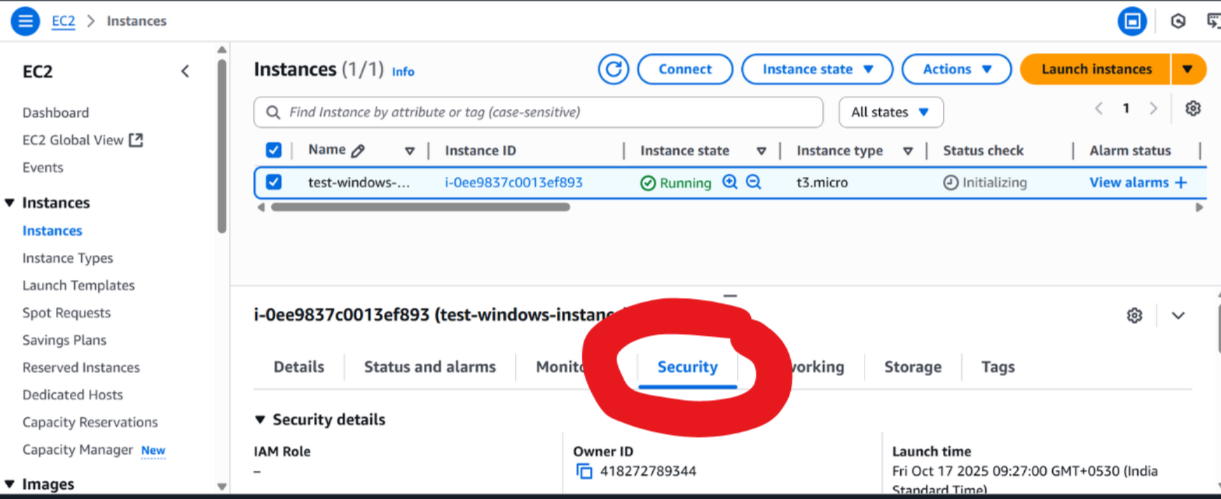 EC2 > Instances
EC2
Dashboard
EC2 Global View
Events
Instances
Instances
Instance Types
Launch Templates
Spot Requests
Savings Plans
Reserved Instances
Dedicated Hosts
Capacity Reservations
Capacity Manager New
Images
Instances (1/1) Info
Connect
Instance state
Actions
Launch instances
Find Instance by attribute or tag (case-sensitive)
All states
1
Name Instance ID Instance state Instance type Status check Alarm status
test-windows-... i-0ee9837c0013ef893 Running t3.micro Initializing View alarms +
i-0ee9837c0013ef893 (test-windows-instanc
Details Status and alarms Monito Security working Storage Tags
Security details
IAM Role
–
Owner ID
418272789344
Launch time
Fri Oct 17 2025 09:27:00 GMT+0530 (India
Standard Time)